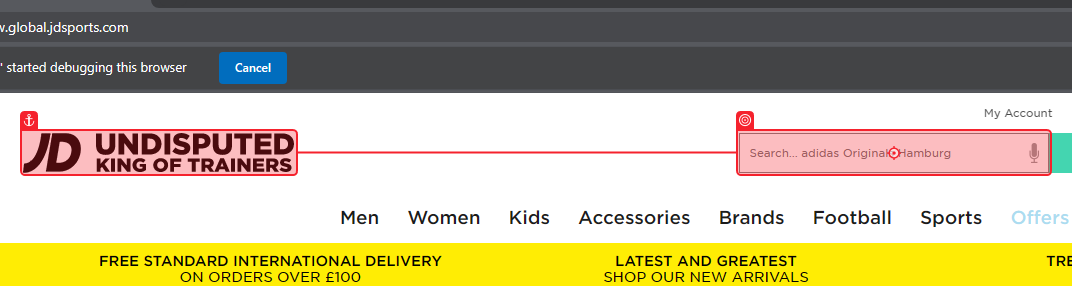 w.global.jdsports.com
' started debugging this browser
Cancel
My Account
JD UNDISPUTED
KING OF TRAINERS
Search... adidas Original Hamburg
Men Women Kids Accessories Brands Football Sports Offers
FREE STANDARD INTERNATIONAL DELIVERY
ON ORDERS OVER £100
LATEST AND GREATEST
SHOP OUR NEW ARRIVALS
TRE